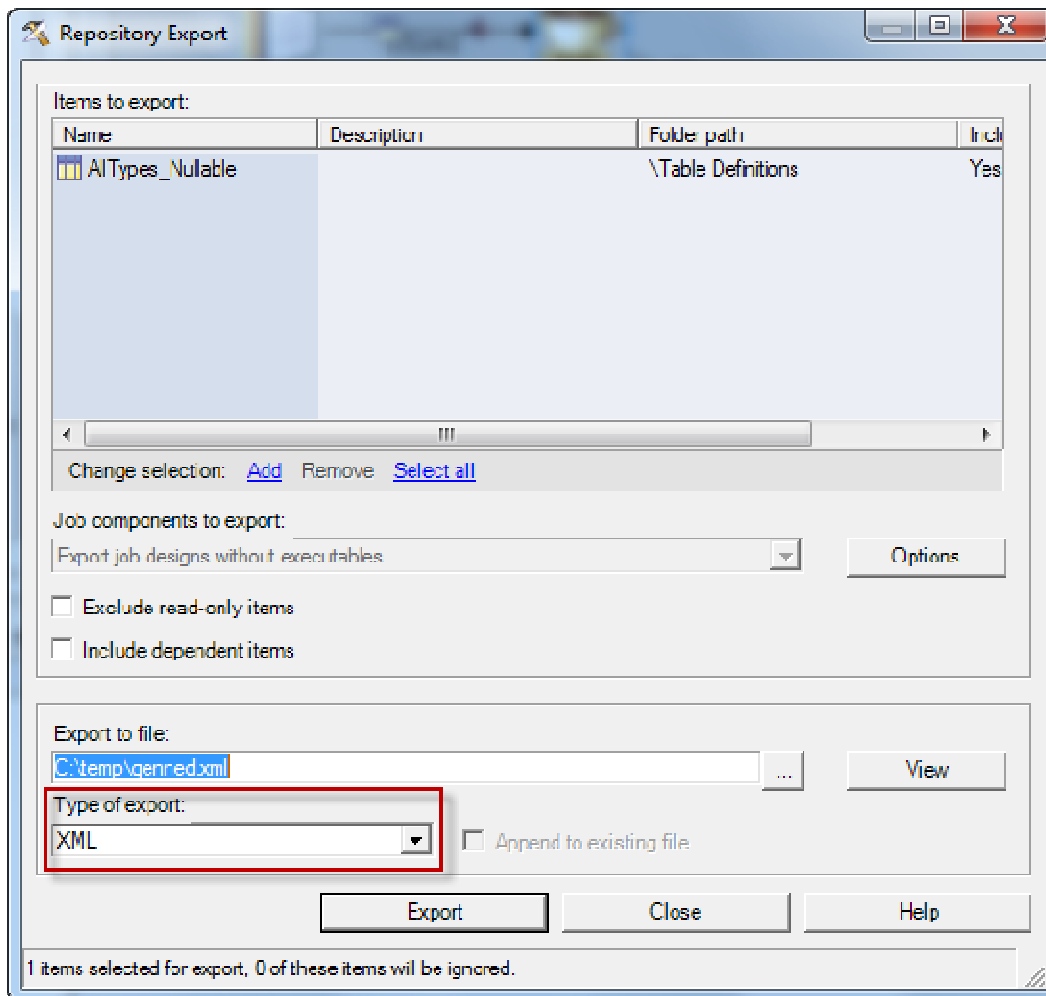 Repository Export
Items to export:
Name Description Folder path Inclu
AllTypes_Nullable \Table Definitions Yes
Change selection: Add Remove Select all
Job components to export:
Export job designs without executables
Options
Exclude read-only items
Include dependent items
Export to file:
C:\temp\genred.xml
... View
Type of export:
XML
Append to existing file
Export Close Help
1 items selected for export, 0 of these items will be ignored.